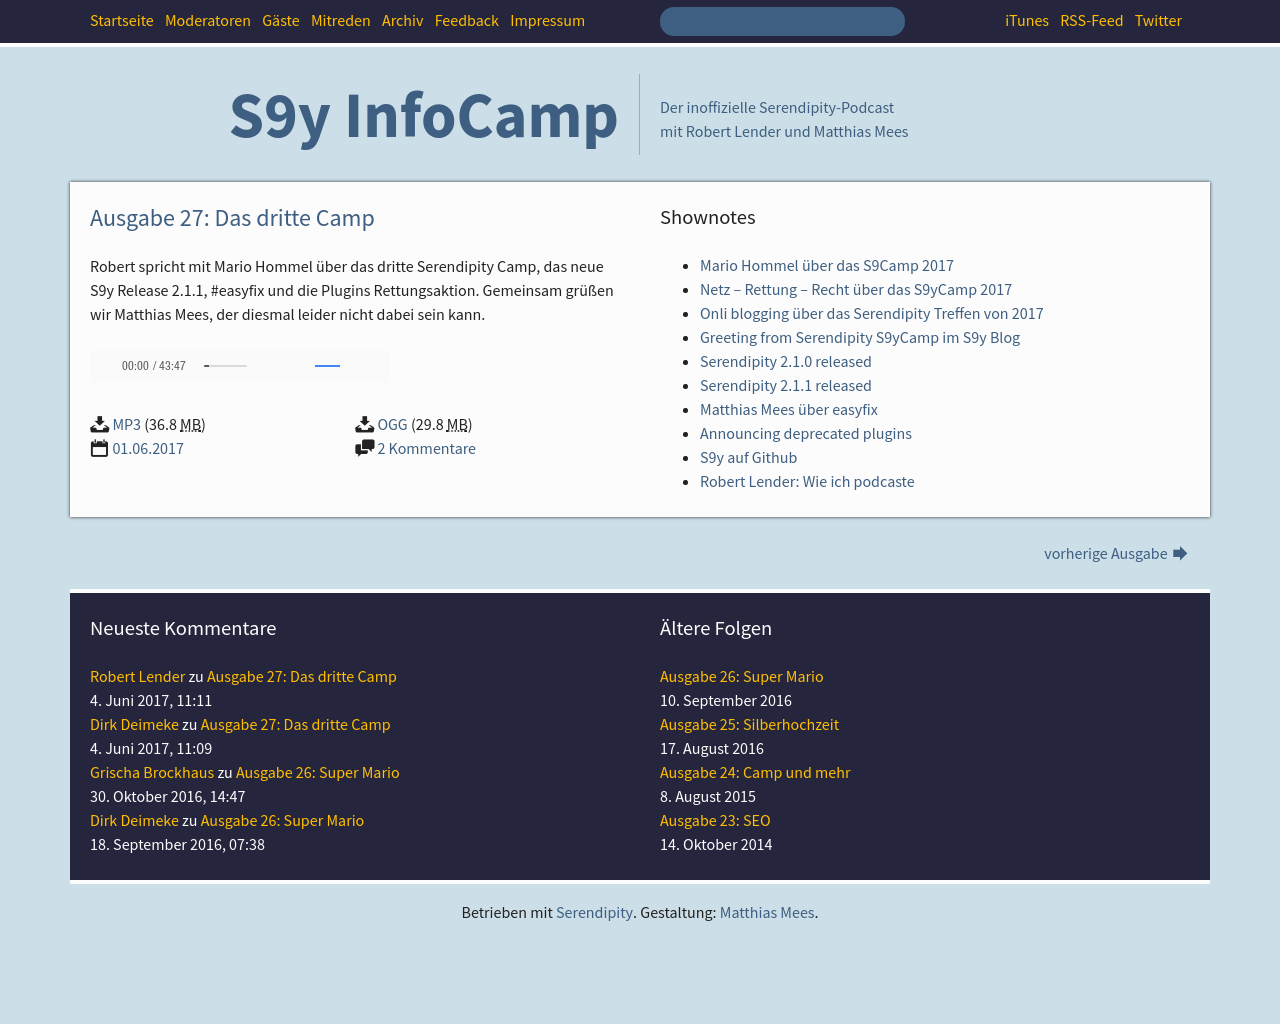 Startseite Moderatoren Gäste Mitreden Archiv Feedback Impressum
iTunes RSS-Feed Twitter
S9y InfoCamp
Der inoffizielle Serendipity-Podcast
mit Robert Lender und Matthias Mees
Ausgabe 27: Das dritte Camp
Robert spricht mit Mario Hommel über das dritte Serendipity Camp, das neue
S9y Release 2.1.1, #easyfix und die Plugins Rettungsaktion. Gemeinsam grüßen
wir Matthias Mees, der diesmal leider nicht dabei sein kann.
00:00 / 43:47
MP3 (36.8 MB)
OGG (29.8 MB)
01.06.2017
2 Kommentare
Shownotes
Mario Hommel über das S9Camp 2017
Netz – Rettung – Recht über das S9yCamp 2017
Onli blogging über das Serendipity Treffen von 2017
Greeting from Serendipity S9yCamp im S9y Blog
Serendipity 2.1.0 released
Serendipity 2.1.1 released
Matthias Mees über easyfix
Announcing deprecated plugins
S9y auf Github
Robert Lender: Wie ich podcaste
vorherige Ausgabe
Neueste Kommentare
Robert Lender zu Ausgabe 27: Das dritte Camp
4. Juni 2017, 11:11
Dirk Deimeke zu Ausgabe 27: Das dritte Camp
4. Juni 2017, 11:09
Grischa Brockhaus zu Ausgabe 26: Super Mario
30. Oktober 2016, 14:47
Dirk Deimeke zu Ausgabe 26: Super Mario
18. September 2016, 07:38
Ältere Folgen
Ausgabe 26: Super Mario
10. September 2016
Ausgabe 25: Silberhochzeit
17. August 2016
Ausgabe 24: Camp und mehr
8. August 2015
Ausgabe 23: SEO
14. Oktober 2014
Betrieben mit Serendipity. Gestaltung: Matthias Mees.